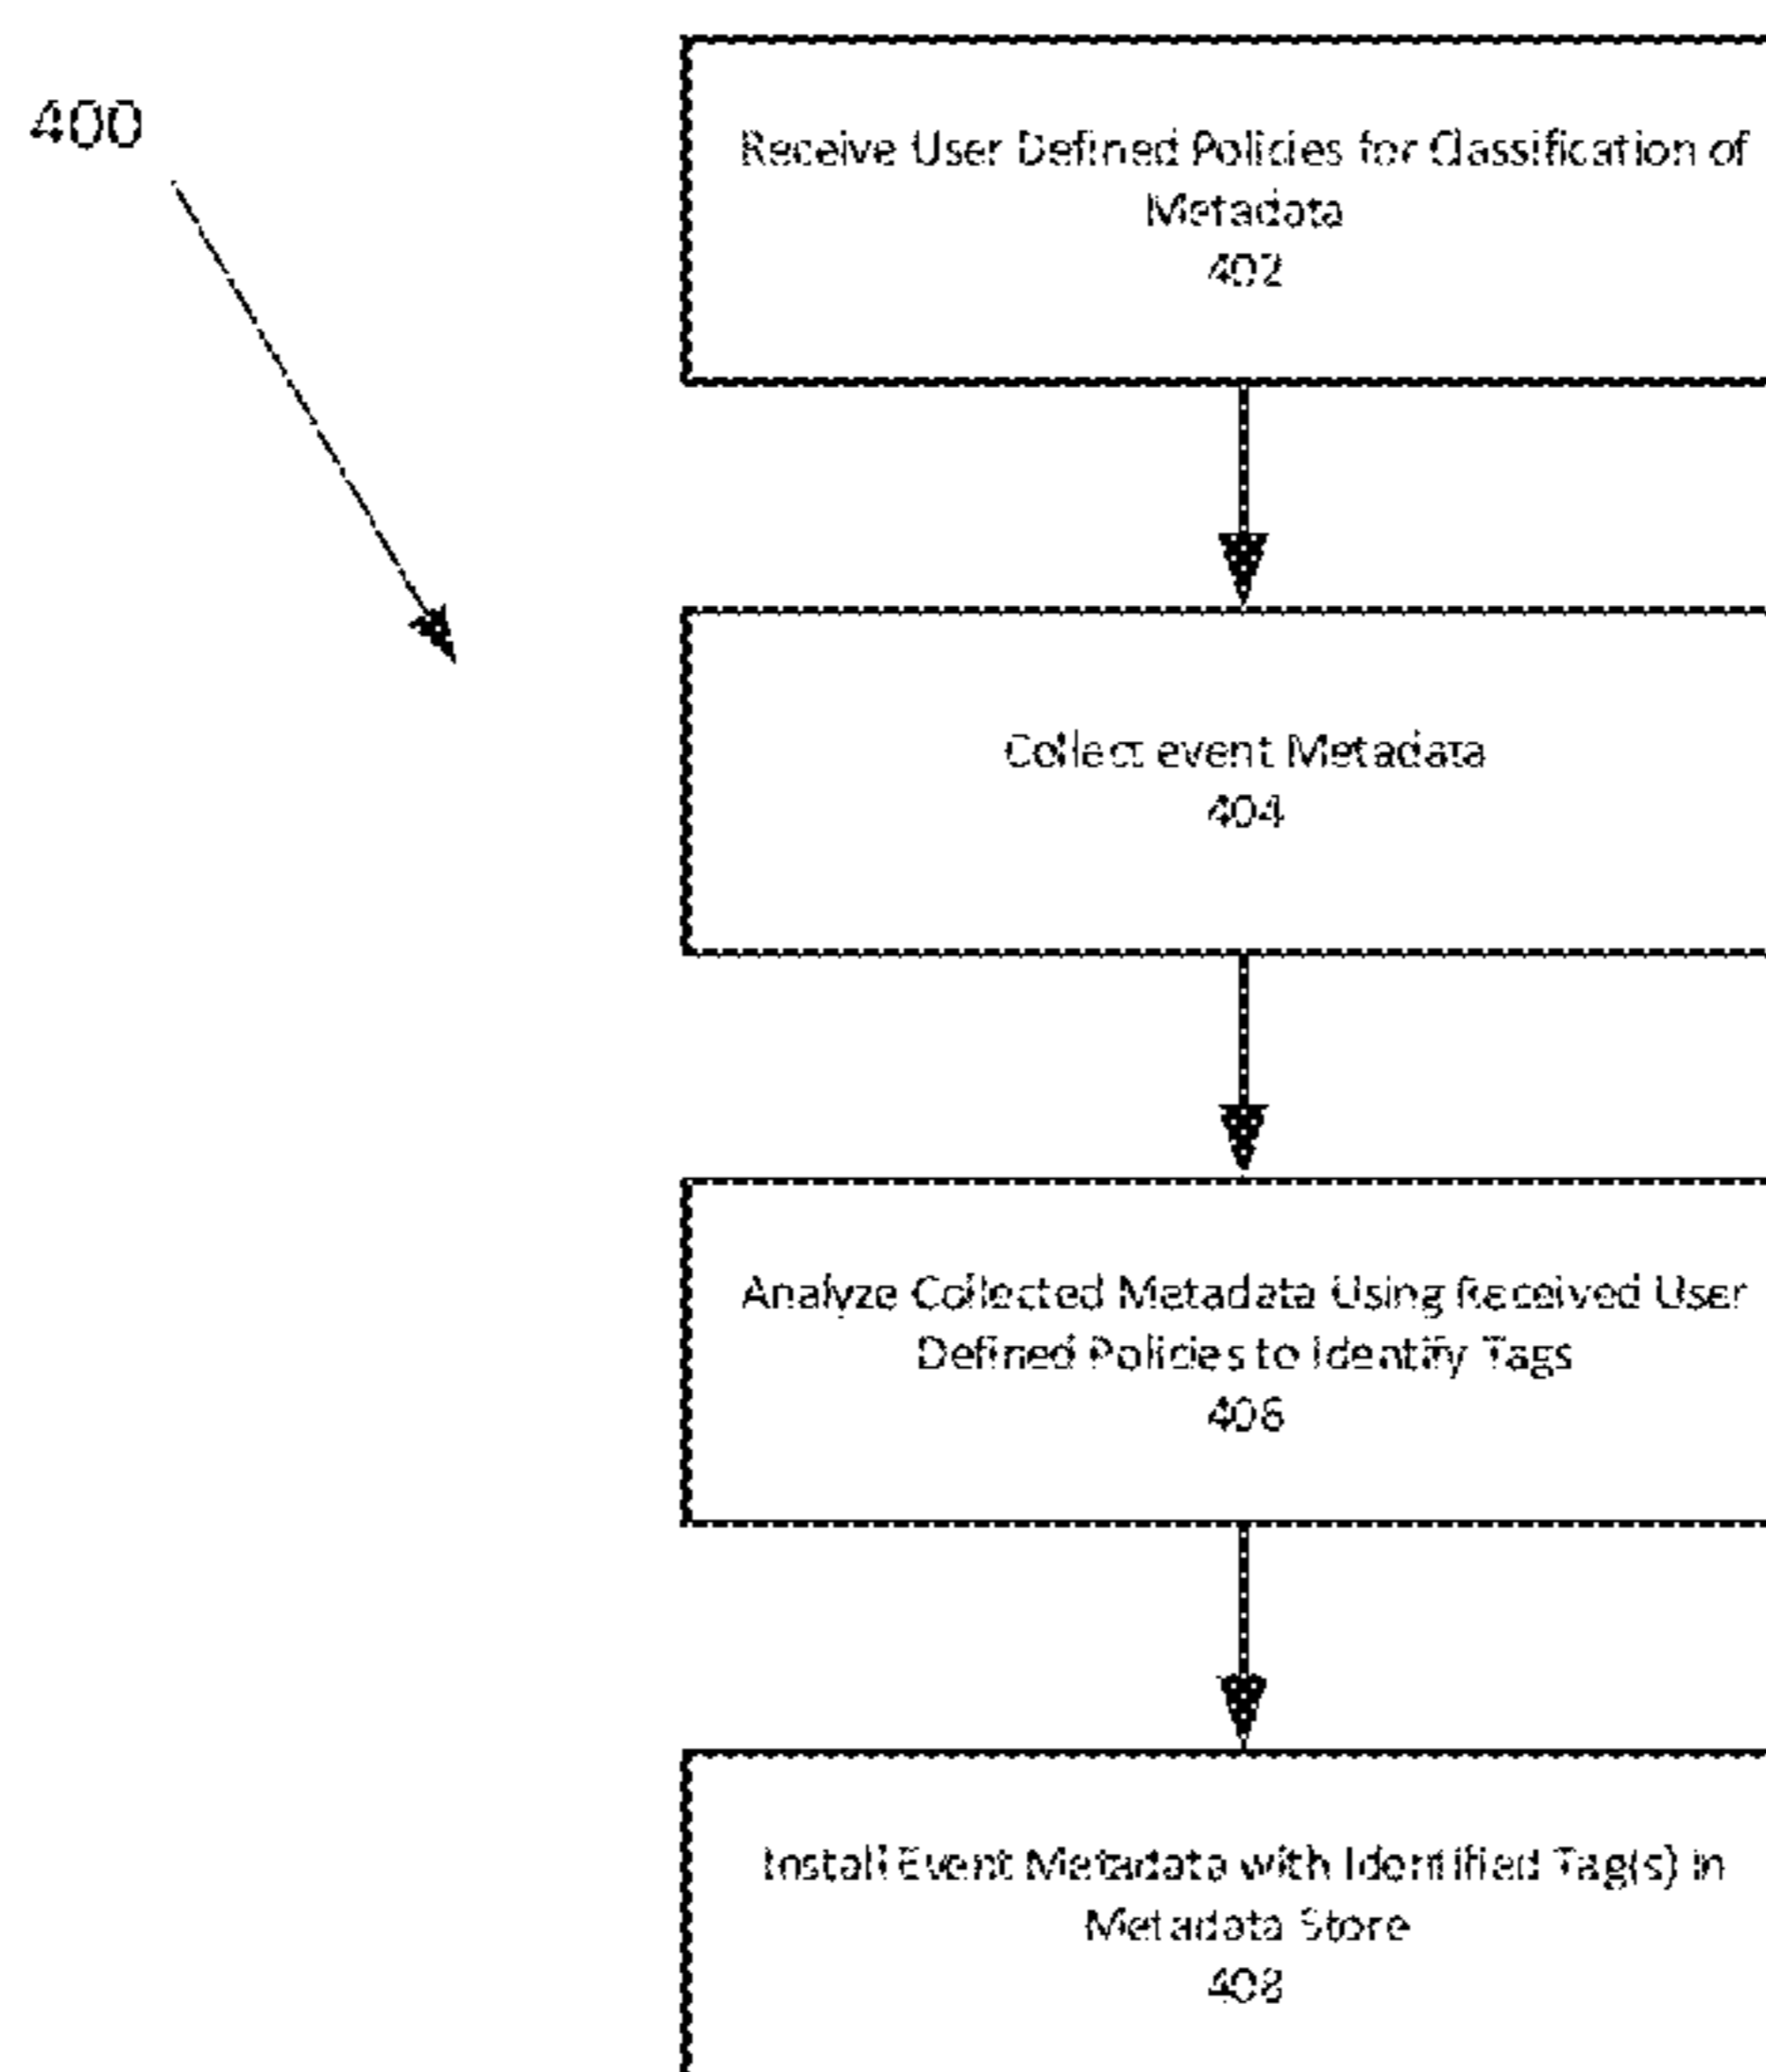 400
Receive User Defined Policies for Classification of
Metadata
402
Collect event Metadata
404
Analyze Collected Metadata Using Received User
Defined Policies to Identify Tags
406
Install Event Metadata with Identified Tag(s) in
Metadata Store
408